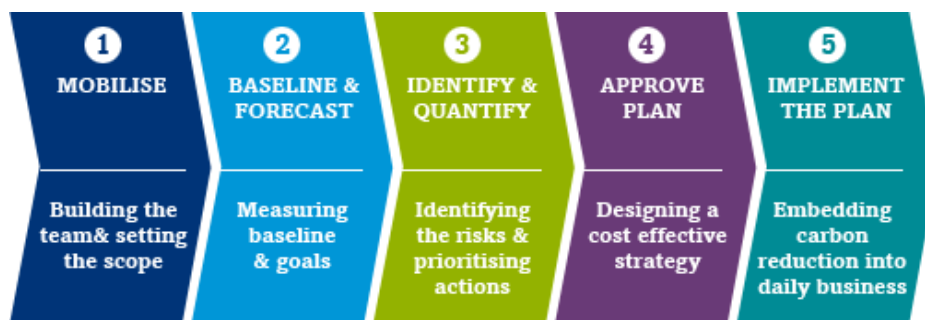 1
MOBILISE
Building the
team& setting
the scope
2
BASELINE &
FORECAST
Measuring
baseline
& goals
3
IDENTIFY &
QUANTIFY
Identifying
the risks &
prioritising
actions
4
APPROVE
PLAN
Designing a
cost effective
strategy
5
IMPLEMENT
THE PLAN
Embedding
carbon
reduction into
daily business